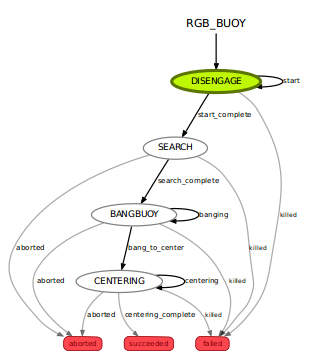 RGB_BUOY
DISENGAGE
start
start_complete
SEARCH
search_complete
killed
BANGBUOY
banging
aborted
bang_to_center
killed
aborted
CENTERING
centering
killed
aborted
centering_complete
killed
aborted
succeeded
failed